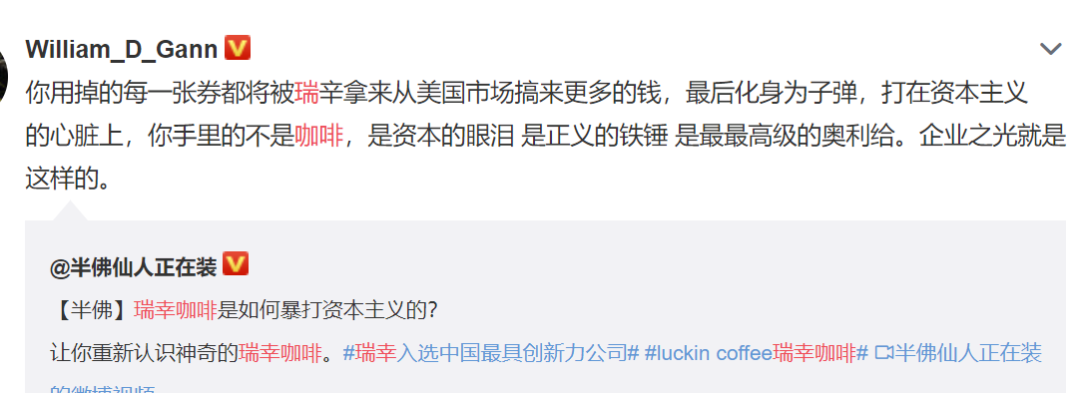 William_D_Gann
你用掉的每一张券都将被瑞辛拿来从美国市场搞来更多的钱，最后化身为子弹，打在资本主义
的心脏上，你手里的不是咖啡，是资本的眼泪 是正义的铁锤 是最最高级的奥利给。企业之光就是
这样的。
@半佛仙人正在装
【半佛】瑞幸咖啡是如何暴打资本主义的？
让你重新认识神奇的瑞幸咖啡。#瑞幸入选中国最具创新力公司# #luckin coffee瑞幸咖啡# 半佛仙人正在装
的微博视频